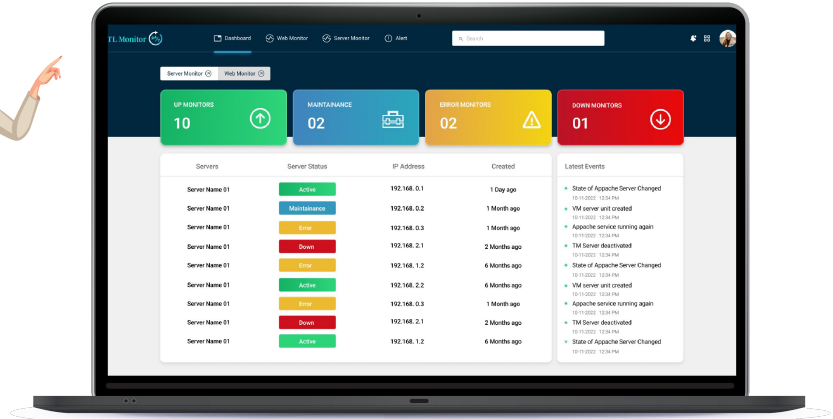 TL Monitor
Dashboard Web Monitor Server Monitor Alert Search
Server Monitor Web Monitor
UP MONITORS
10
MAINTAINANCE
02
ERROR MONITORS
02
DOWN MONITORS
01
Servers Server Status IP Address Created
Server Name 01 Active 192.168. 0.1 1 Day ago
Server Name 01 Maintainance 192.168. 0.2 1 Month ago
Server Name 01 Error 192.168. 0.3 1 Month ago
Server Name 01 Down 192.168. 2.1 2 Months ago
Server Name 01 Error 192.168. 1.2 6 Months ago
Server Name 01 Active 192.168. 2.2 6 Months ago
Server Name 01 Error 192.168. 0.3 1 Month ago
Server Name 01 Down 192.168. 2.1 2 Months ago
Server Name 01 Active 192.168. 1.2 6 Months ago
Latest Events
State of Appache Server Changed
10-11-2022 12:34 PM
VM server unit created
10-11-2022 12:34 PM
Appache service running again
10-11-2022 12:34 PM
TM Server deactivated
10-11-2022 12:34 PM
State of Appache Server Changed
10-11-2022 12:34 PM
VM server unit created
10-11-2022 12:34 PM
Appache service running again
10-11-2022 12:34 PM
TM Server deactivated
10-11-2022 12:34 PM
State of Appache Server Changed
10-11-2022 12:34 PM